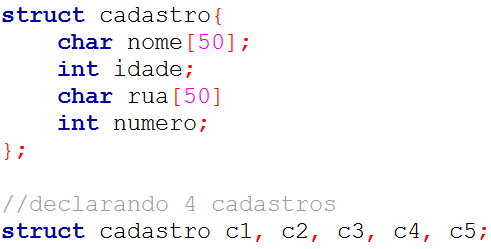 struct cadastro{
    char nome[50];
    int idade;
    char rua[50]
    int numero;
};

//declarando 4 cadastros
struct cadastro c1, c2, c3, c4, c5;